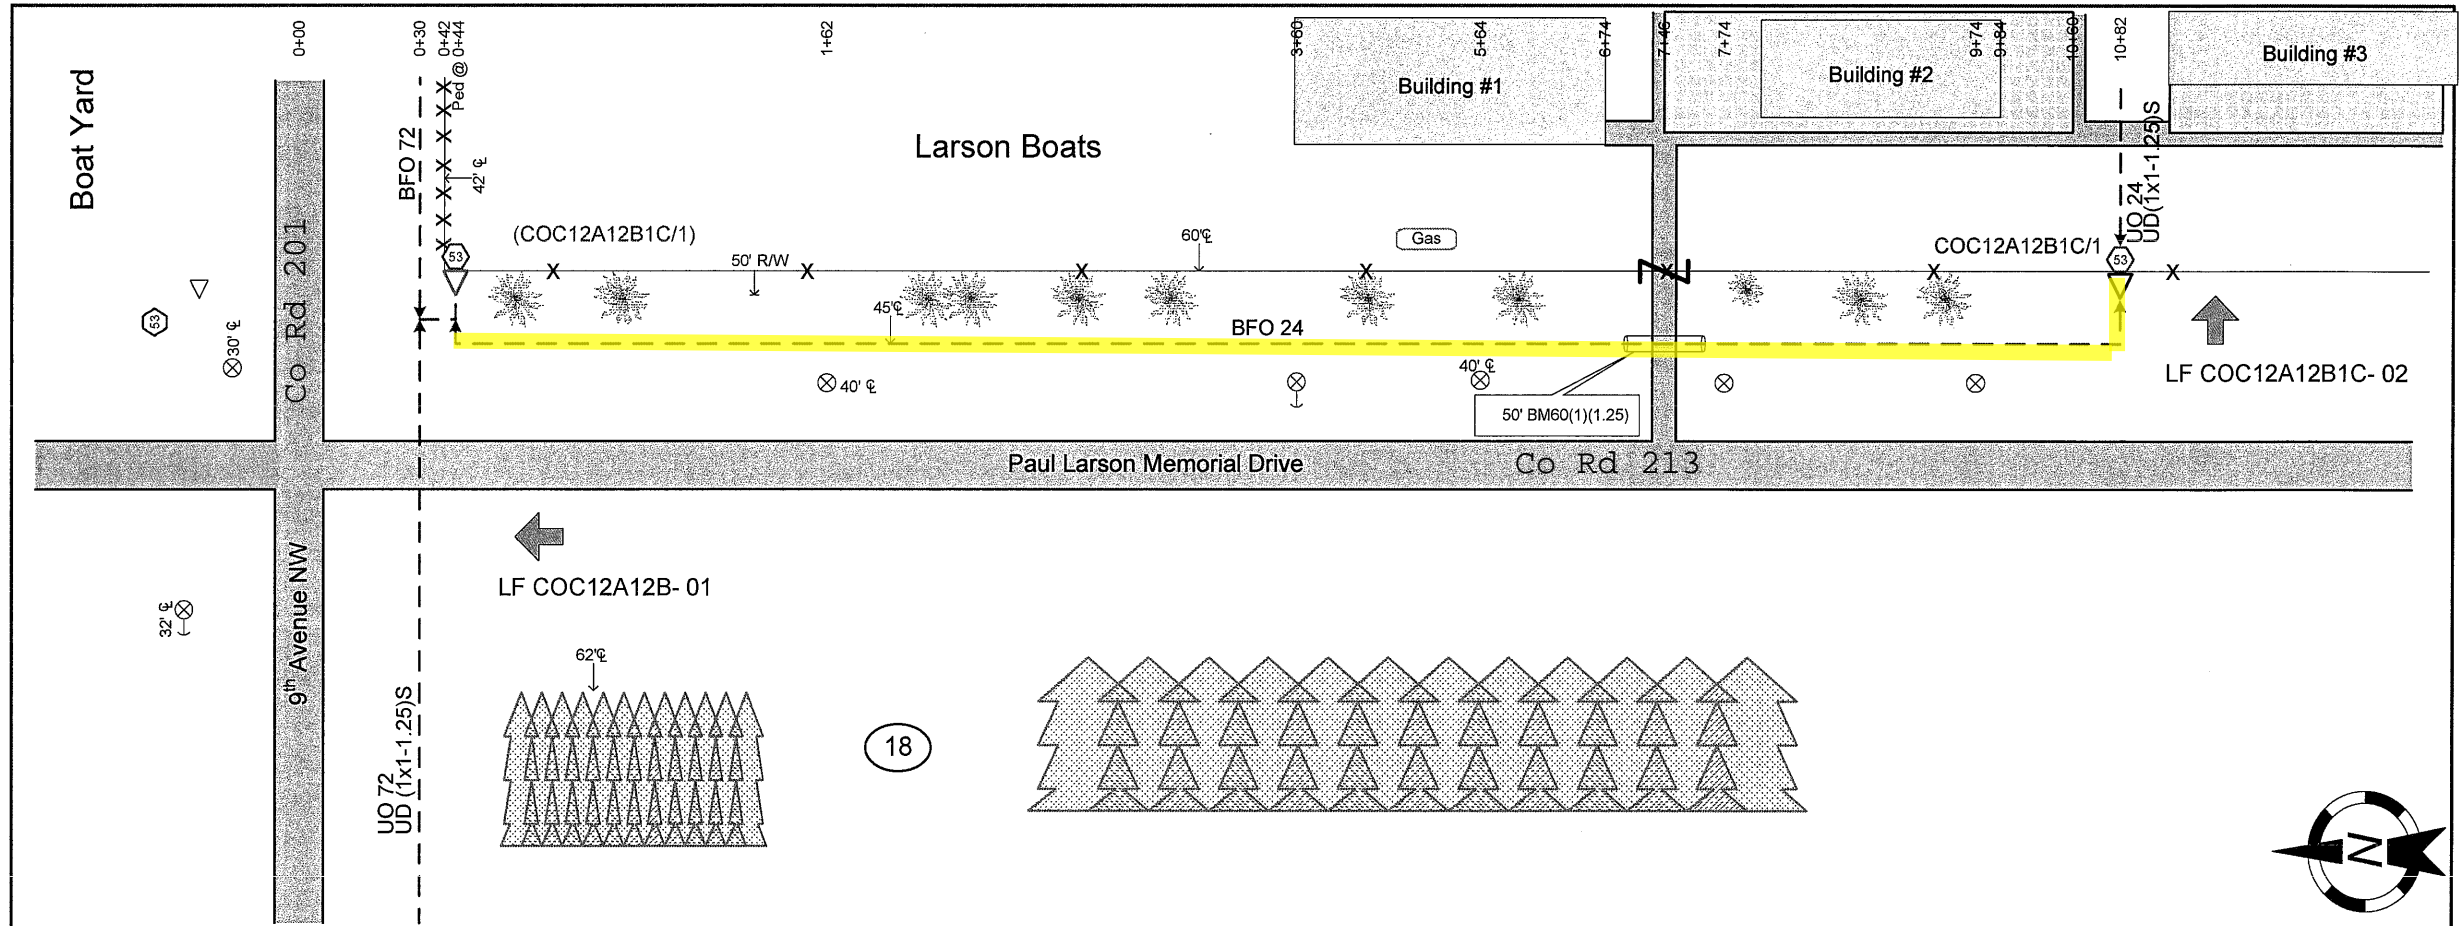 0+00
0+30
0+42
0+44
Ped @
1+62
3+60
5+64
6+74
7+46
7+74
9+74
9+84
10+60
10+82
Building #1
Building #2
Building #3
Boat Yard
Co Rd 201
BFO 72
42' ℄
Larson Boats
(COC12A12B1C/1)
53
50' R/W
60'℄
Gas
COC12A12B1C/1
53
UO 24
UD(1x1-1.25)S
53
30' ℄
45'℄
BFO 24
40' ℄
40' ℄
50' BM60(1)(1.25)
LF COC12A12B1C- 02
Paul Larson Memorial Drive
Co Rd 213
9th Avenue NW
32' ℄
LF COC12A12B- 01
62'℄
UO 72
UD (1x1-1.25)S
18
N